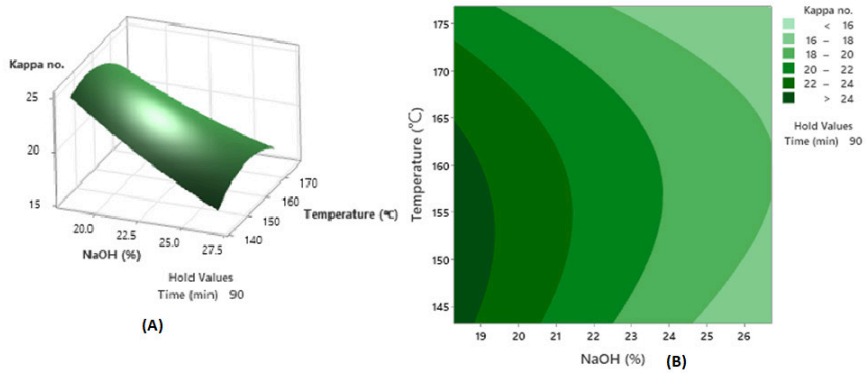 Kappa no.
25
20
15
20.0
22.5
25.0
27.5
NaOH (%)
140
150
160
170
Temperature (℃)
Hold Values
Time (min) 90
(A)
175
170
165
160
155
150
145
Temperature (℃)
19
20
21
22
23
24
25
26
NaOH (%)
(B)
Kappa no.
< 16
16 – 18
18 – 20
20 – 22
22 – 24
> 24
Hold Values
Time (min) 90